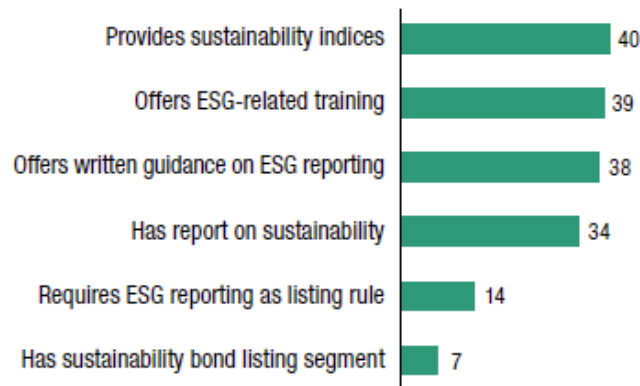 Provides sustainability indices 40
Offers ESG-related training 39
Offers written guidance on ESG reporting 38
Has report on sustainability 34
Requires ESG reporting as listing rule 14
Has sustainability bond listing segment 7